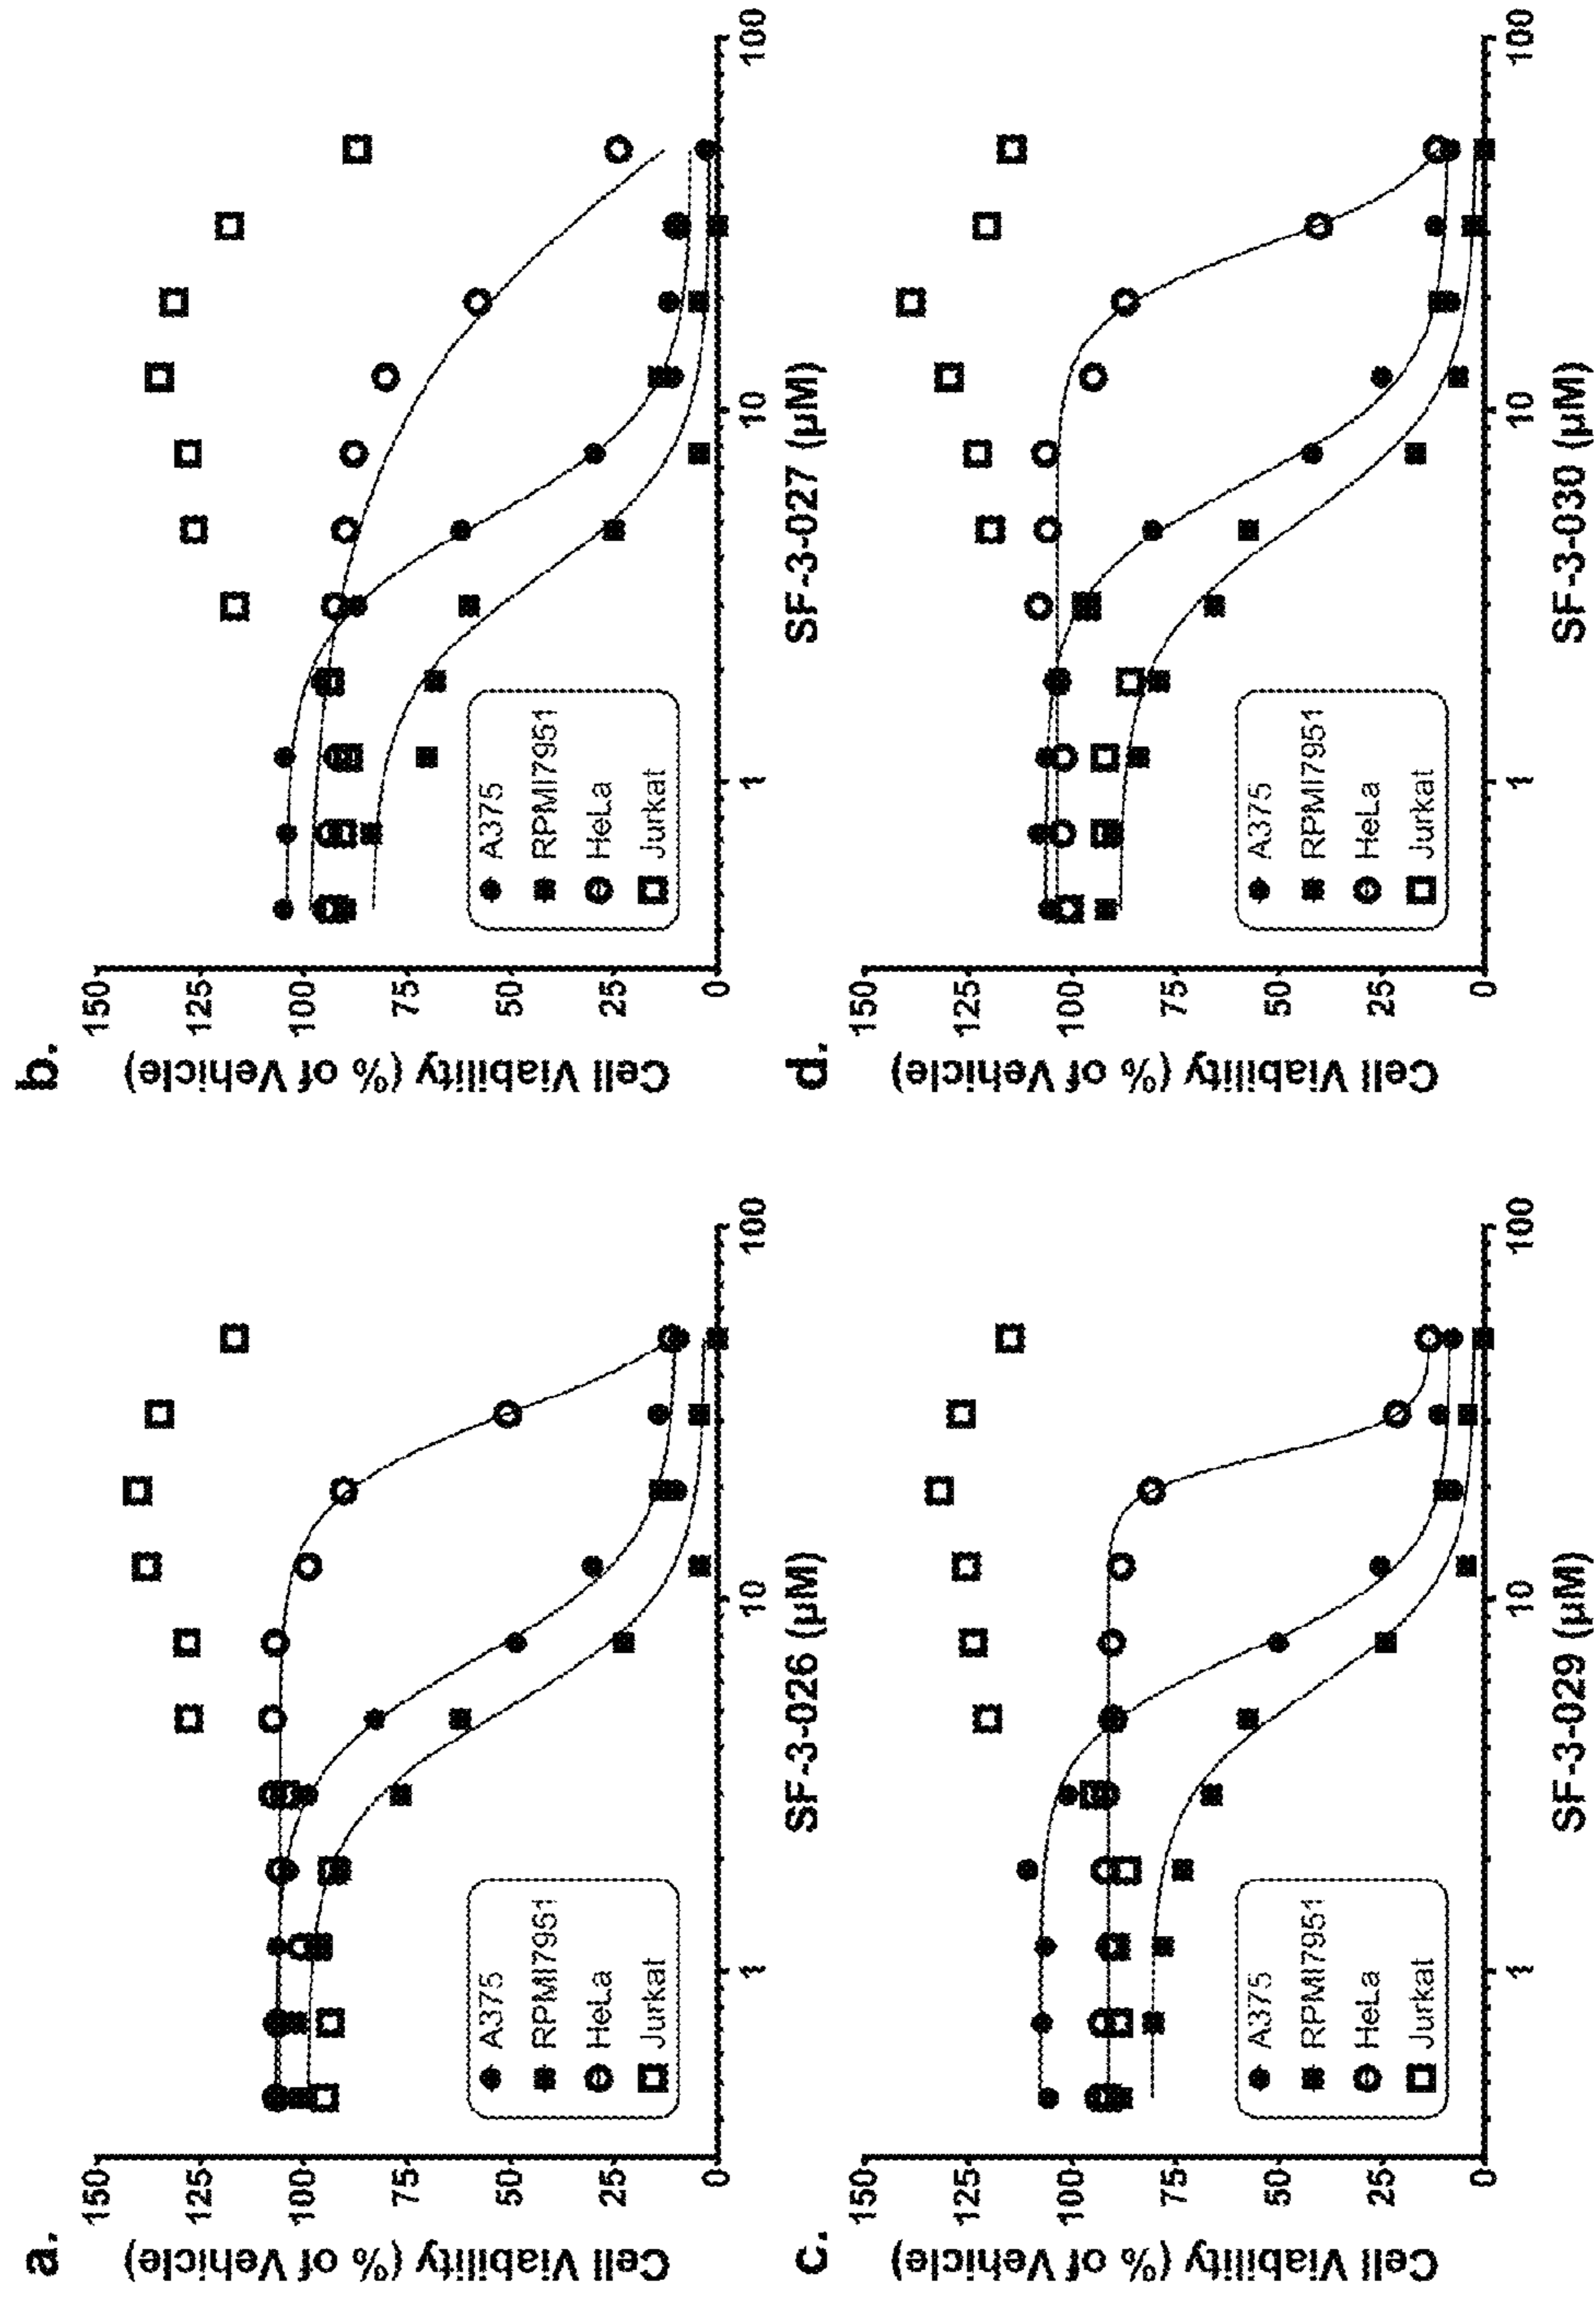 a.
Cell Viability (% of Vehicle)
150
125
100
75
50
25
0
A375
RPMI7951
HeLa
Jurkat
1
10
100
SF-3-026 (µM)
b.
Cell Viability (% of Vehicle)
150
125
100
75
50
25
0
A375
RPMI7951
HeLa
Jurkat
1
10
100
SF-3-027 (µM)
c.
Cell Viability (% of Vehicle)
150
125
100
75
50
25
0
A375
RPMI7951
HeLa
Jurkat
1
10
100
SF-3-029 (µM)
d.
Cell Viability (% of Vehicle)
150
125
100
75
50
25
0
A375
RPMI7951
HeLa
Jurkat
1
10
100
SF-3-030 (µM)